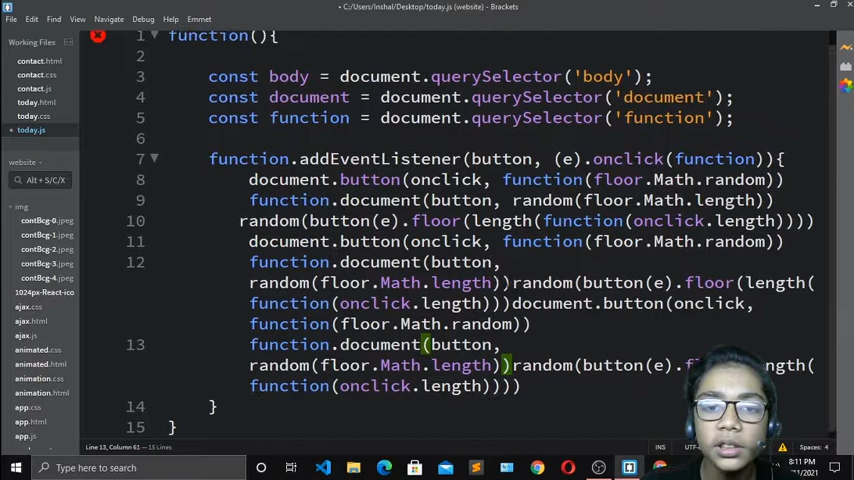 • C:/Users/Inshal/Desktop/today.js (website) - Brackets
File Edit Find View Navigate Debug Help Emmet
Working Files
contact.html
contact.css
contact.js
today.html
today.css
• today.js
website
Alt + S/C/X
img
contBcg-0.jpeg
contBcg-1.jpeg
contBcg-2.jpeg
contBcg-3.jpeg
contBcg-4.jpeg
1024px-React-ico
ajax.css
ajax.html
ajax.js
animated.css
animated.html
animation.css
animation.html
app.css
app.js
1 function(){
2
3 const body = document.querySelector('body');
4 const document = document.querySelector('document');
5 const function = document.querySelector('function');
6
7 function.addEventListener(button, (e).onclick(function)){
8 document.button(onclick, function(floor.Math.random))
9 function.document(button, random(floor.Math.length))
10 random(button(e).floor(length(function(onclick.length))))
11 document.button(onclick, function(floor.Math.random))
12 function.document(button,
random(floor.Math.length))random(button(e).floor(length(
function(onclick.length)))document.button(onclick,
function(floor.Math.random))
13 function.document(button,
random(floor.Math.length))random(button(e).
function(onclick.length))))
14 }
15 }
Line 13, Column 61 — 15 Lines
INS Spaces: 4
Type here to search
8:11 PM